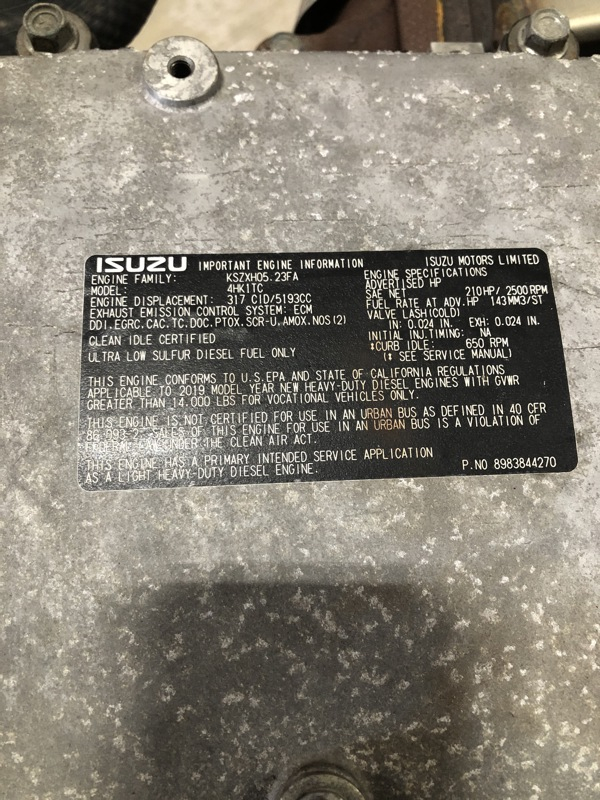 ISUZU IMPORTANT ENGINE INFORMATION ISUZU MOTORS LIMITED
ENGINE FAMILY: KSZXH05.23FA
MODEL: 4HK1TC
ENGINE DISPLACEMENT: 317 CID/5193CC
EXHAUST EMISSION CONTROL SYSTEM: ECM
DDI.EGRC.CAC.TC.DOC.PTOX.SCR-U.AMOX.NOS(2)
CLEAN IDLE CERTIFIED
ULTRA LOW SULFUR DIESEL FUEL ONLY
ENGINE SPECIFICATIONS
ADVERTISED HP
SAE NET 210HP/2500RPM
FUEL RATE AT ADV.HP 143MM3/ST
VALVE LASH(COLD)
IN: 0.024 IN. EXH: 0.024 IN.
INITIAL INJ.TIMING: NA
*CURB IDLE: 650 RPM
(* SEE SERVICE MANUAL)
THIS ENGINE CONFORMS TO U.S.EPA AND STATE OF CALIFORNIA REGULATIONS
APPLICABLE TO 2019 MODEL YEAR NEW HEAVY-DUTY DIESEL ENGINES WITH GVWR
GREATER THAN 14,000 LBS FOR VOCATIONAL VEHICLES ONLY.
THIS ENGINE IS NOT CERTIFIED FOR USE IN AN URBAN BUS AS DEFINED IN 40 CFR
86.093-2. SALES OF THIS ENGINE FOR USE IN AN URBAN BUS IS A VIOLATION OF
FEDERAL LAW UNDER THE CLEAN AIR ACT.
THIS ENGINE HAS A PRIMARY INTENDED SERVICE APPLICATION
AS A LIGHT HEAVY-DUTY DIESEL ENGINE.
P.NO 8983844270